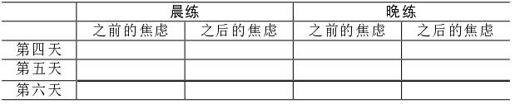 晨练 晚练
之前的焦虑 之后的焦虑 之前的焦虑 之后的焦虑
第四天
第五天
第六天